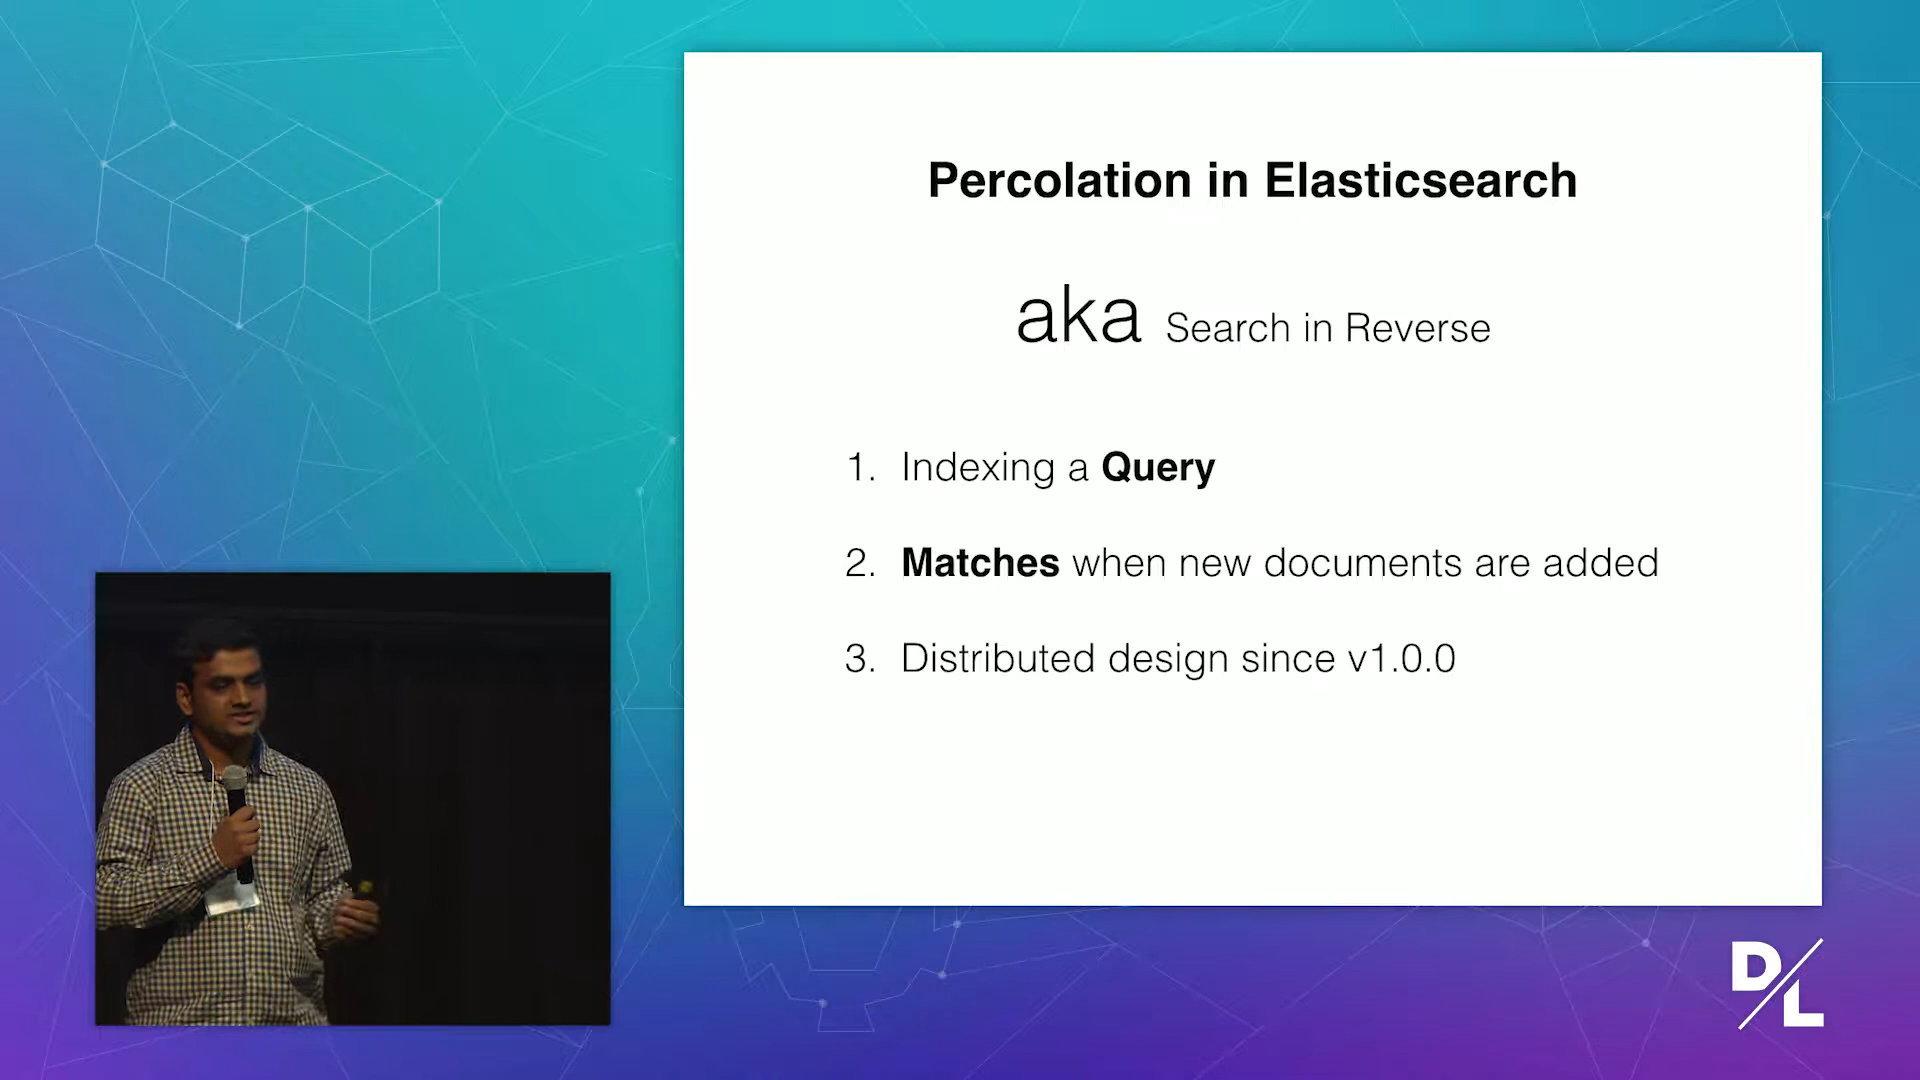 Percolation in Elasticsearch
aka Search in Reverse
1. Indexing a Query
2. Matches when new documents are added
3. Distributed design since v1.0.0
D/L